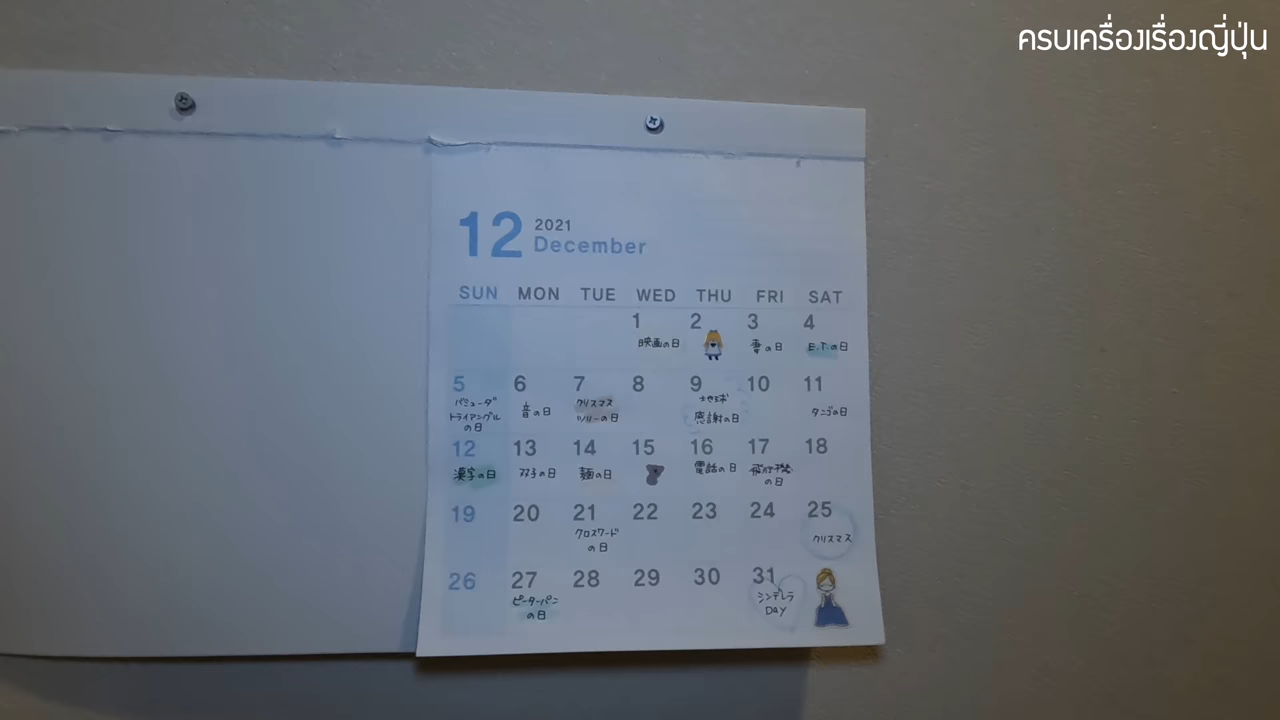 ครบเครื่องเรื่องญี่ปุ่น
12
2021
December
SUN MON TUE WED THU FRI SAT
1 2 3 4
映画の日 書の日 E.T.の日
5 6 7 8 9 10 11
バミューダ
トライアングル
の日
音の日
クリスマス
ツリーの日
地球
感謝の日
タンゴの日
12 13 14 15 16 17 18
漢字の日 双子の日 麺の日 電話の日 飛行機
の日
19 20 21 22 23 24 25
クロスワード
の日
クリスマス
26 27 28 29 30 31
ピーターパン
の日
シンデレラ
DAY